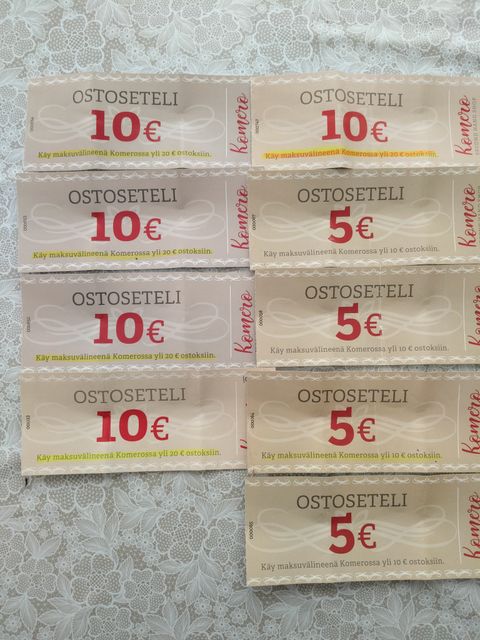 OSTOSETELI
10€
Käy maksuvälineenä Komerossa yli 20 € ostoksiin.
Komero
OSTOSETELI
10€
Käy maksuvälineenä Komerossa yli 20 € ostoksiin.
Komero
OSTOSETELI
10€
Käy maksuvälineenä Komerossa yli 20 € ostoksiin.
Komero
OSTOSETELI
10€
Käy maksuvälineenä Komerossa yli 20 € ostoksiin.
OSTOSETELI
10€
Käy maksuvälineenä Komerossa yli 20 € ostoksiin.
Komero
OSTOSETELI
5€
Käy maksuvälineenä Komerossa yli 10 € ostoksiin.
Komero
OSTOSETELI
5€
Käy maksuvälineenä Komerossa yli 10 € ostoksiin.
Komero
OSTOSETELI
5€
Käy maksuvälineenä Komerossa yli 10 € ostoksiin.
Komero
OSTOSETELI
5€
Käy maksuvälineenä Komerossa yli 10 € ostoksiin.
Komero